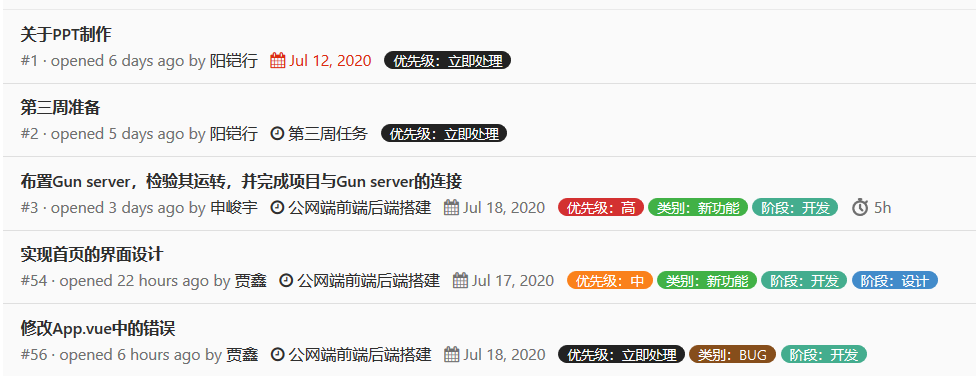 关于PPT制作
#1 · opened 6 days ago by 阳铠行 Jul 12, 2020 优先级：立即处理
第三周准备
#2 · opened 5 days ago by 阳铠行 第三周任务 优先级：立即处理
布置Gun server，检验其运转，并完成项目与Gun server的连接
#3 · opened 3 days ago by 申峻宇 公网端前端后端搭建 Jul 18, 2020 优先级：高 类别：新功能 阶段：开发 5h
实现首页的界面设计
#54 · opened 22 hours ago by 贾鑫 公网端前端后端搭建 Jul 17, 2020 优先级：中 类别：新功能 阶段：开发 阶段：设计
修改App.vue中的错误
#56 · opened 6 hours ago by 贾鑫 公网端前端后端搭建 Jul 18, 2020 优先级：立即处理 类别：BUG 阶段：开发